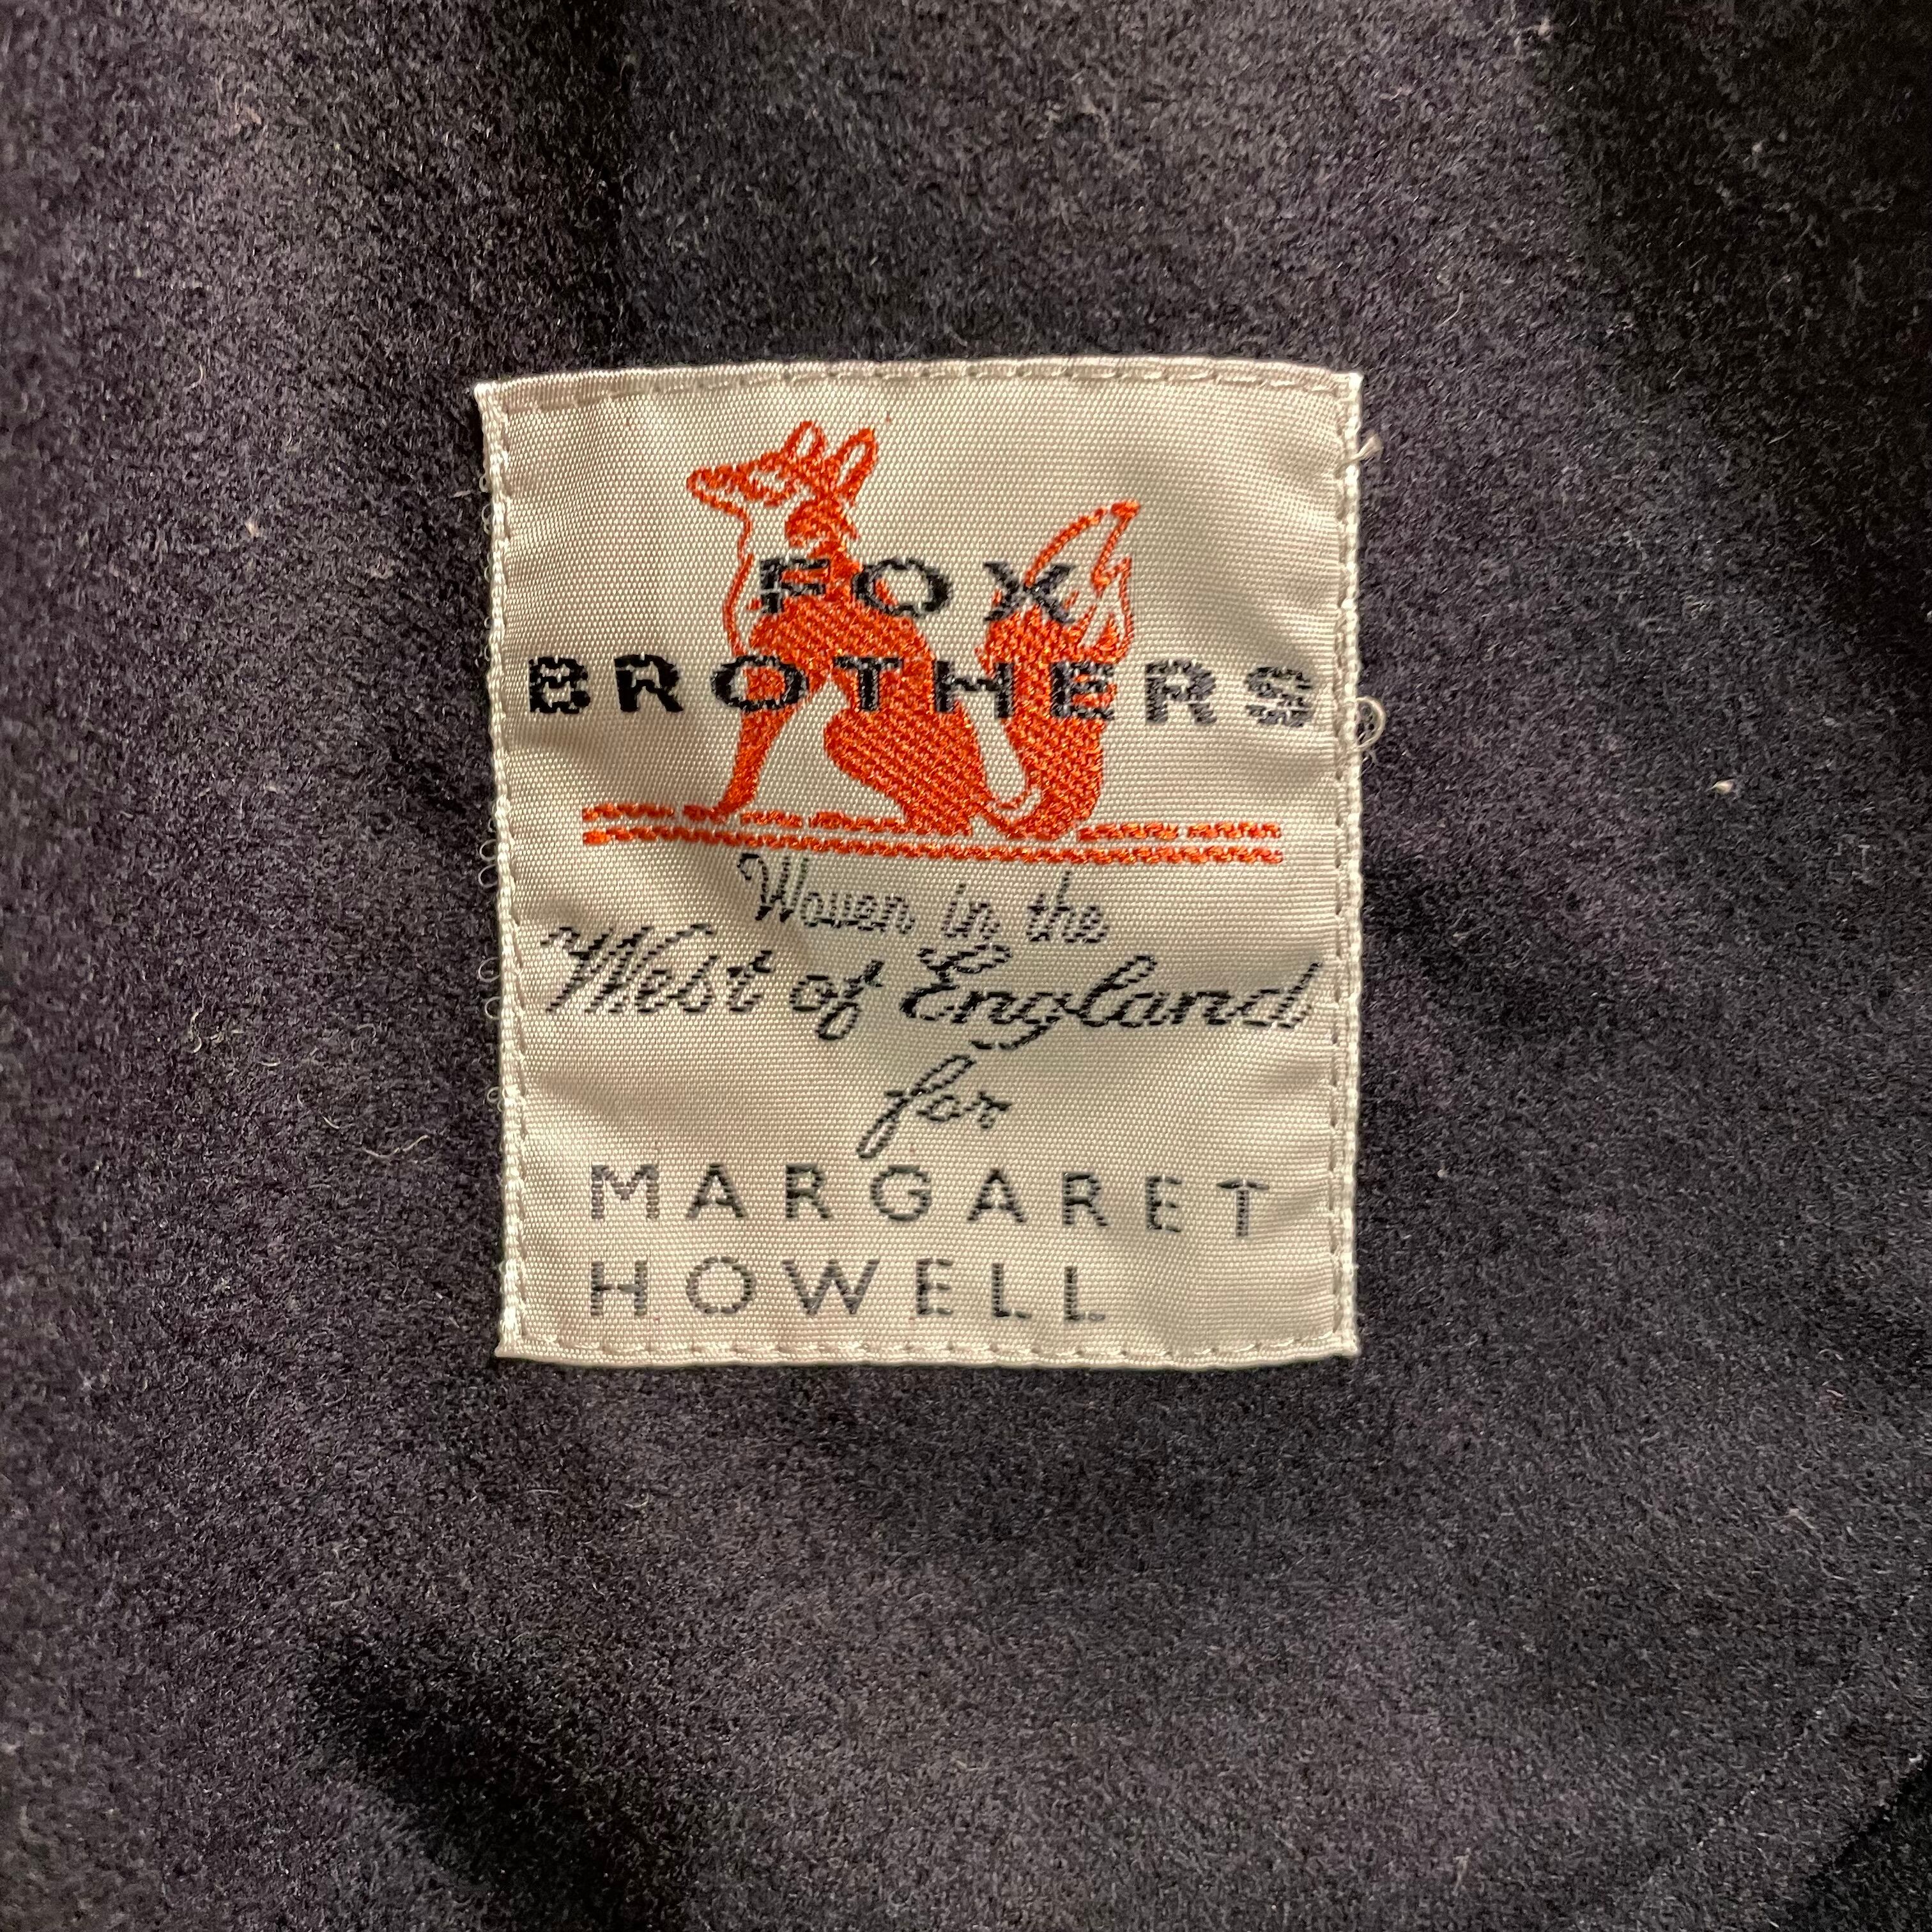 FOX
BROTHERS
Woven in the
West of England
for
MARGARET
HOWELL